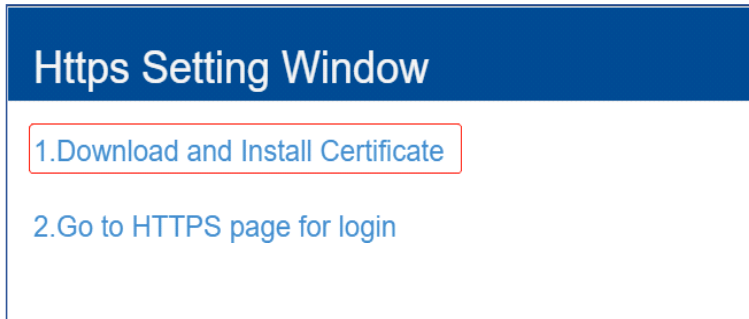 Https Setting Window
1.Download and Install Certificate
2.Go to HTTPS page for login